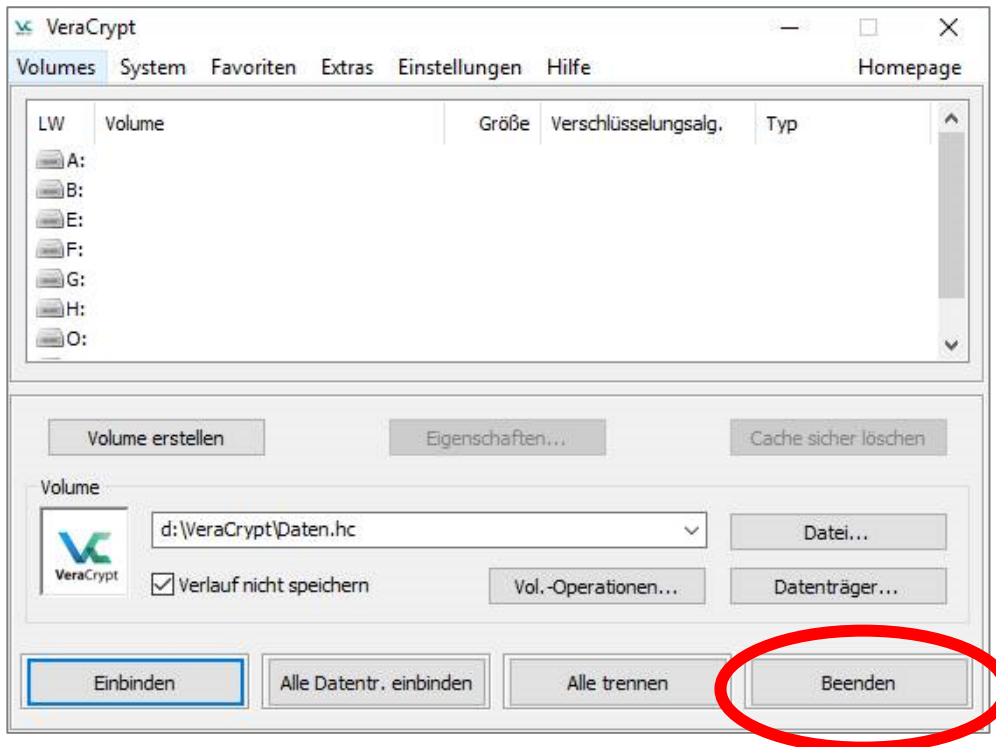 VeraCrypt
Volumes System Favoriten Extras Einstellungen Hilfe Homepage
LW Volume Größe Verschlüsselungsalg. Typ
A:
B:
E:
F:
G:
H:
O:
Volume erstellen Eigenschaften... Cache sicher löschen
Volume
d:\VeraCrypt\Daten.hc Datei...
VeraCrypt
Verlauf nicht speichern Vol.-Operationen... Datenträger...
Einbinden Alle Datentr. einbinden Alle trennen Beenden